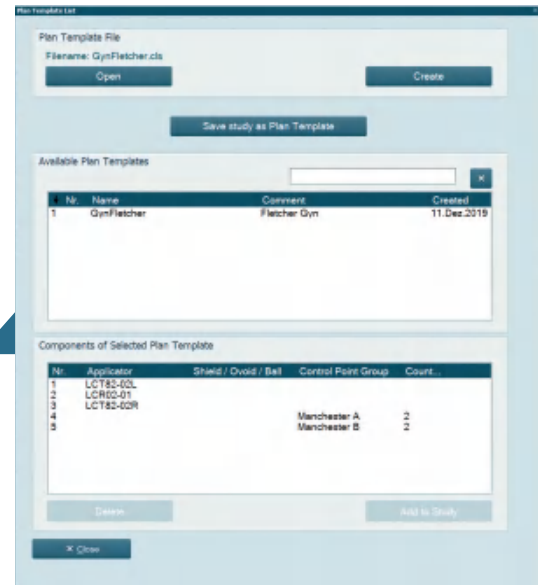 Plan Template List
Plan Template File
Filename: GynFletcher.cls
Open Create
Save study as Plan Template
Available Plan Templates
×
Nr. Name Comment Created
1 GynFletcher Fletcher Gyn 11.Dez.2019
Components of Selected Plan Template
Nr. Applicator Shield / Ovoid / Ball Control Point Group Count...
1 LCT82-02L
2 LCR02-01
3 LCT82-02R
4 Manchester A 2
5 Manchester B 2
Delete Add to Study
× Close